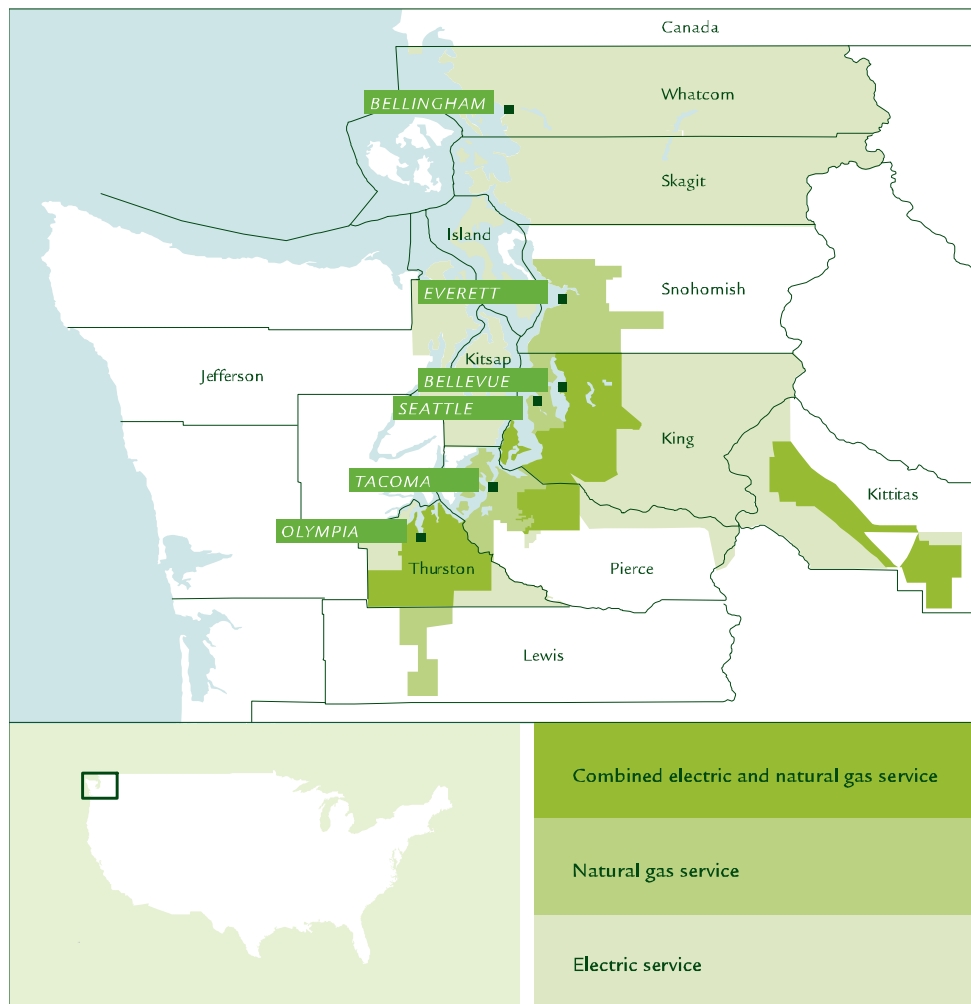 Canada
Whatcom
BELLINGHAM
Skagit
Island
Snohomish
EVERETT
Kitsap
Jefferson
BELLEVUE
SEATTLE
King
TACOMA
Kittitas
OLYMPIA
Thurston
Pierce
Lewis
Combined electric and natural gas service
Natural gas service
Electric service